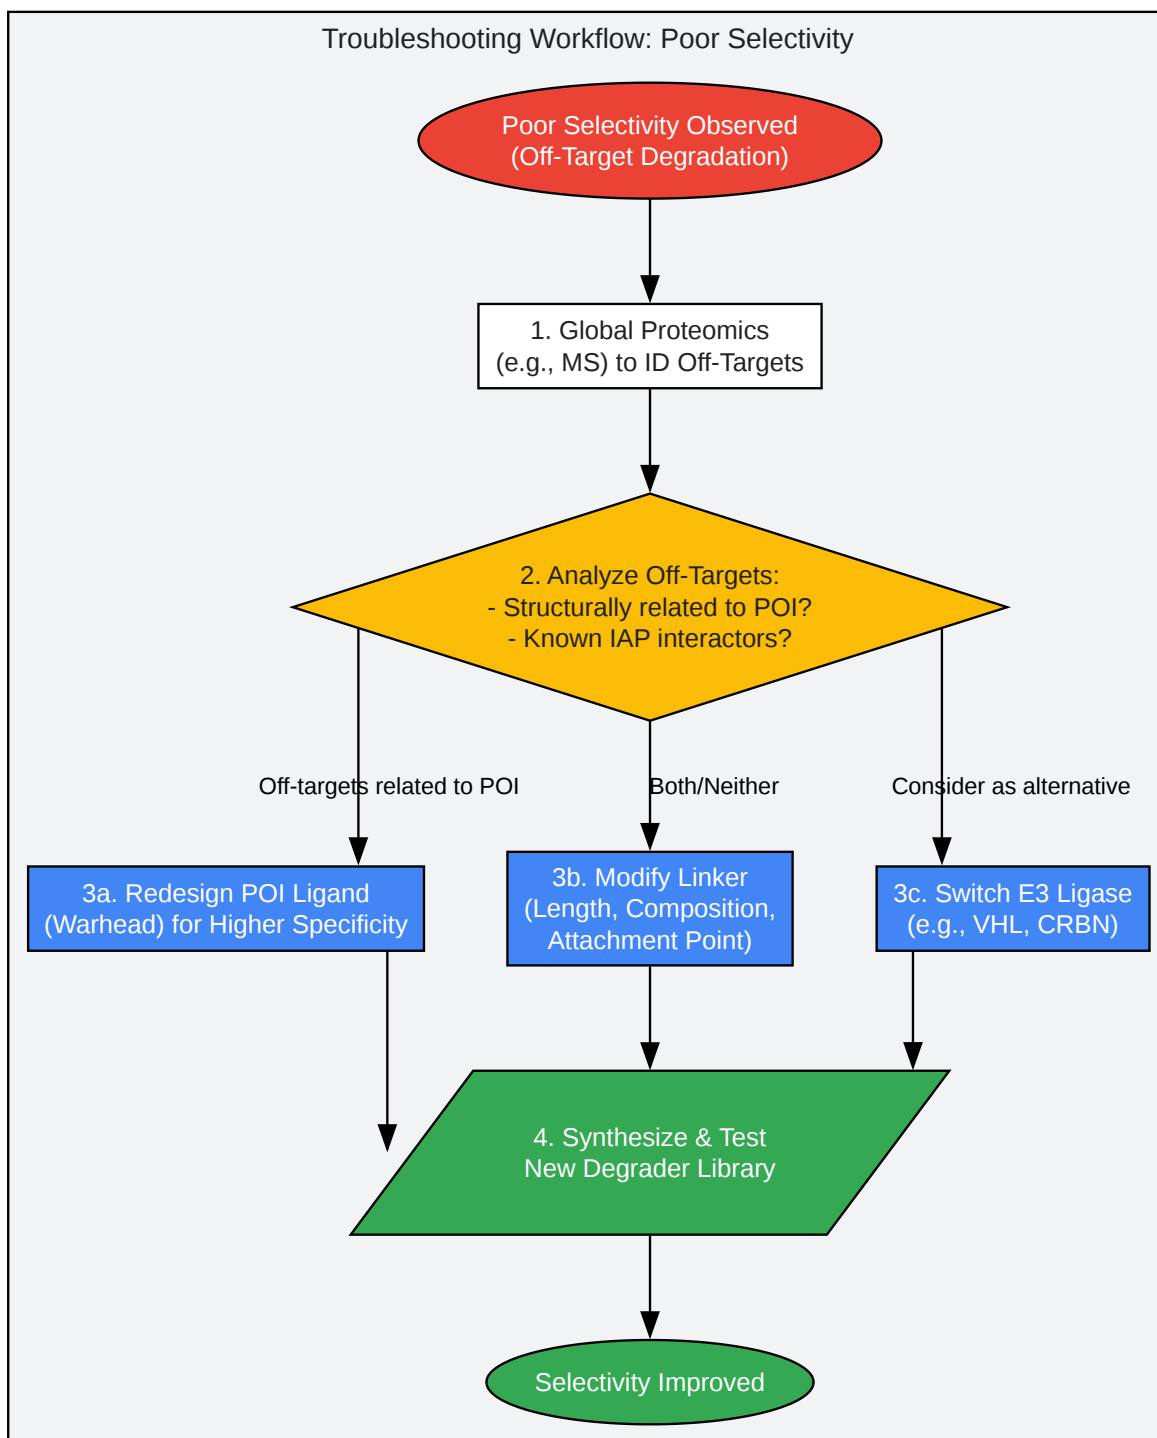 Troubleshooting Workflow: Poor Selectivity
Poor Selectivity Observed
(Off-Target Degradation)
1. Global Proteomics
(e.g., MS) to ID Off-Targets
2. Analyze Off-Targets:
- Structurally related to POI?
- Known IAP interactors?
Off-targets related to POI
Both/Neither
Consider as alternative
3a. Redesign POI Ligand
(Warhead) for Higher Specificity
3b. Modify Linker
(Length, Composition,
Attachment Point)
3c. Switch E3 Ligase
(e.g., VHL, CRBN)
4. Synthesize & Test
New Degrader Library
Selectivity Improved